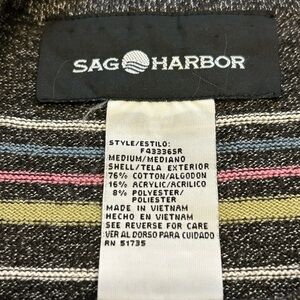 SAG HARBOR
STYLE/ESTILO:
F43336SR
MEDIUM/MEDIANO
SHELL/TELA EXTERIOR
76% COTTON/ALGODON
16% ACRYLIC/ACRILICO
8% POLYESTER/
POLIESTER
MADE IN VIETNAM
HECHO EN VIETNAM
SEE REVERSE FOR CARE
VER AL DORSO PARA CUIDADO
RN 51735